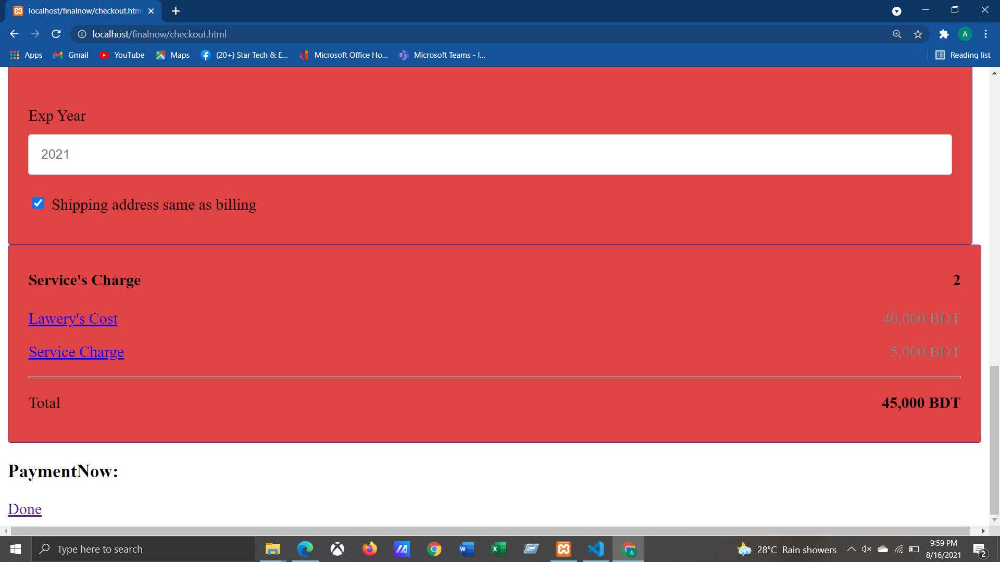 localhost/finalnow/checkout.htm
localhost/finalnow/checkout.html
A
Apps
Gmail
YouTube
Maps
(20+) Star Tech & E...
Microsoft Office Ho...
Microsoft Teams - I...
Reading list
Exp Year
2021
Shipping address same as billing
Service's Charge 2
Lawery's Cost 40,000 BDT
Service Charge 5,000 BDT
Total 45,000 BDT
PaymentNow:
Done
Type here to search
28°C Rain showers
9:59 PM
8/16/2021
2